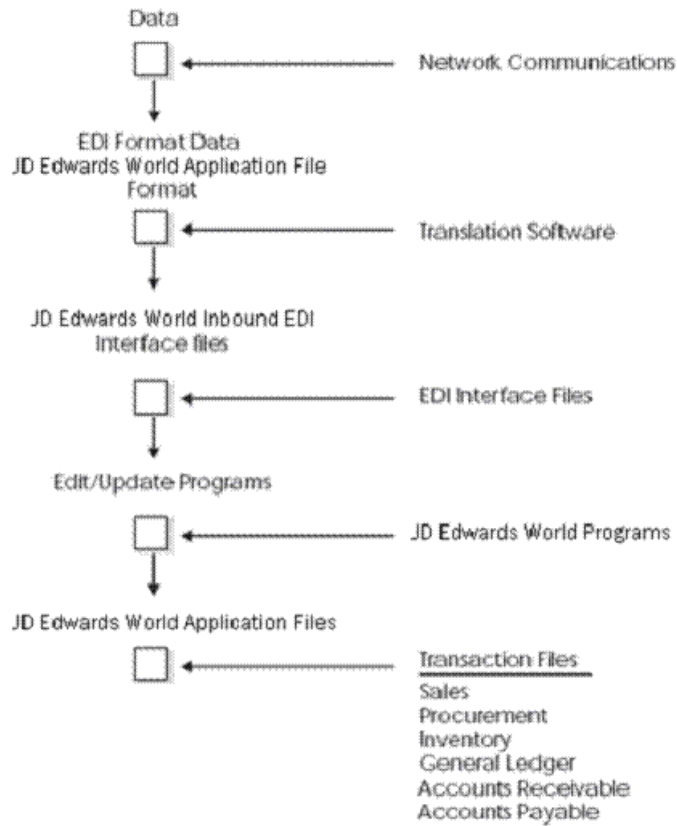 Data
Network Communications
EDI Format Data
JD Edwards World Application File
Format
Translation Software
JD Edwards World Inbound EDI
Interface files
EDI Interface Files
Edit/Update Programs
JD Edwards World Programs
JD Edwards World Application Files
Transaction Files
Sales
Procurement
Inventory
General Ledger
Accounts Receivable
Accounts Payable